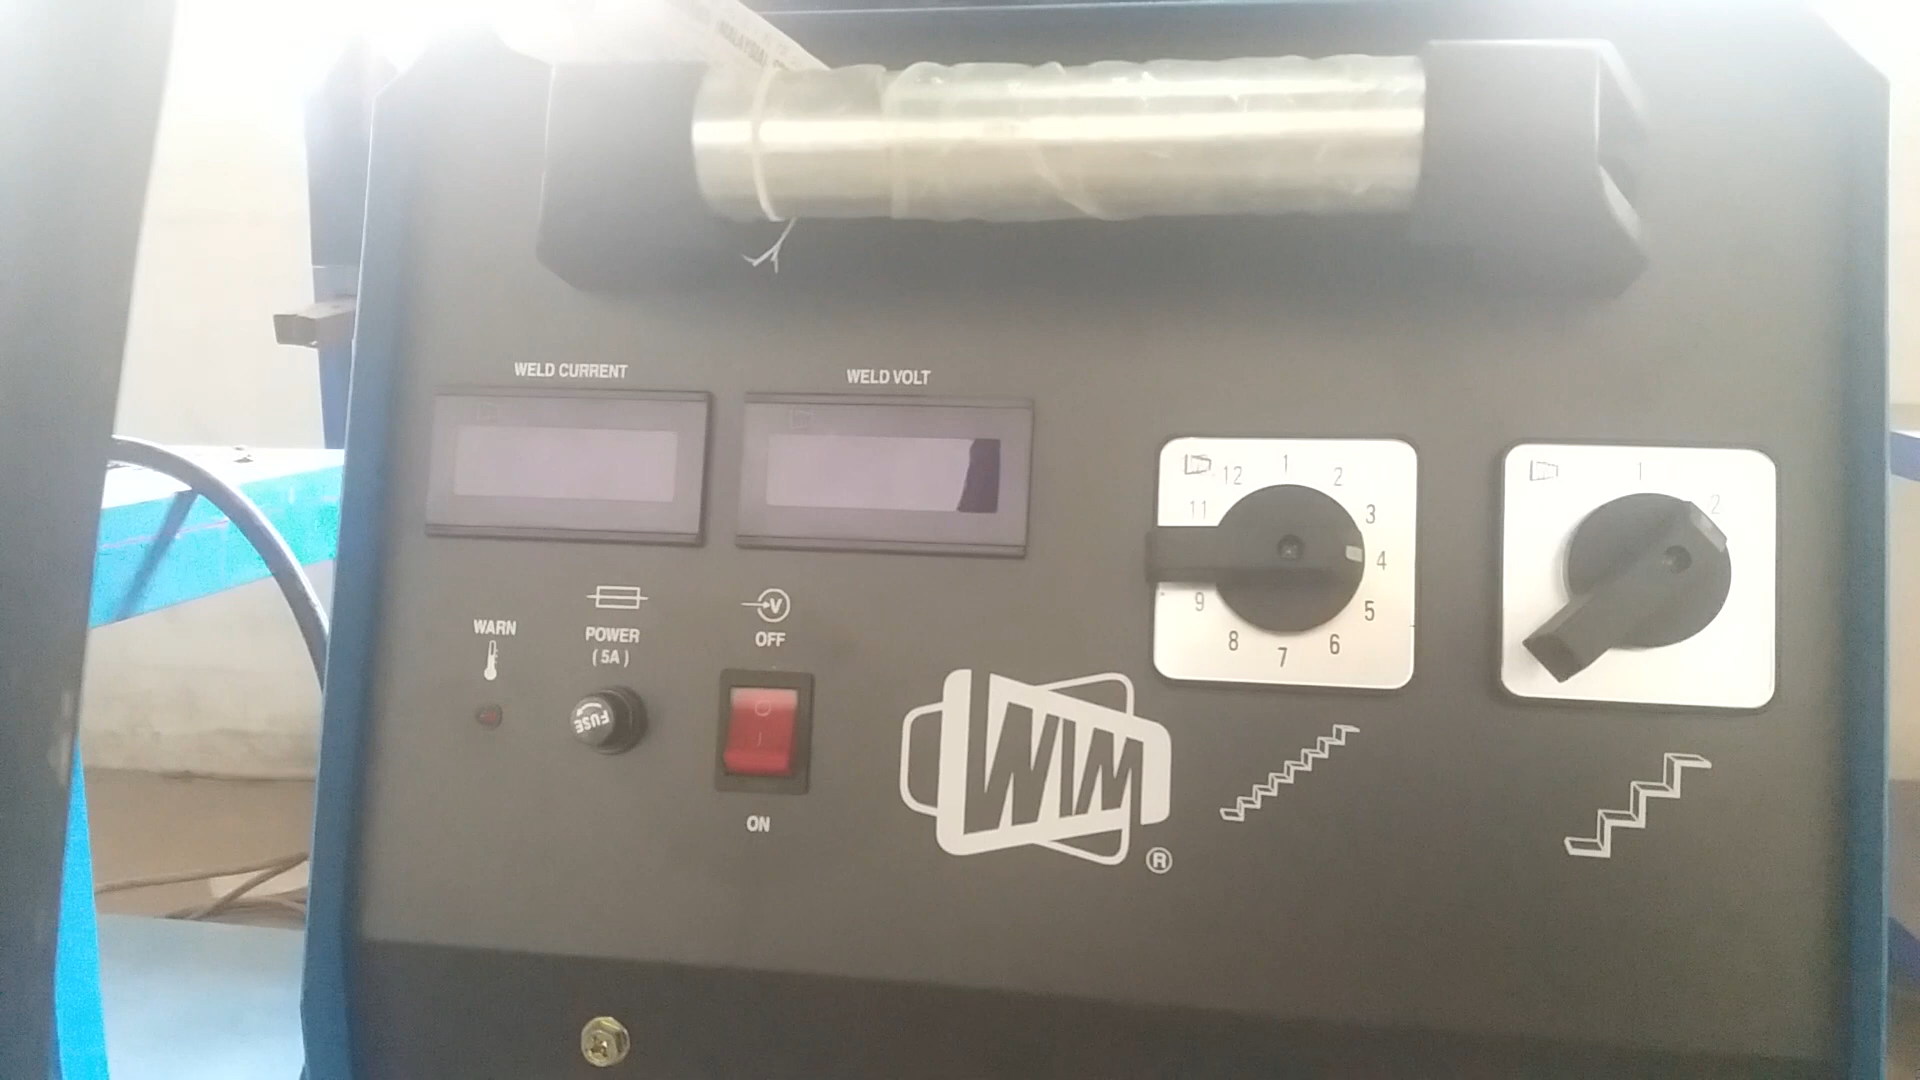 WELD CURRENT
WELD VOLT
12 1 2
11 3
4
9 5
8 7 6
1
2
WARN
POWER
( 5A )
OFF
FUSE
O
I
ON
WIM
®